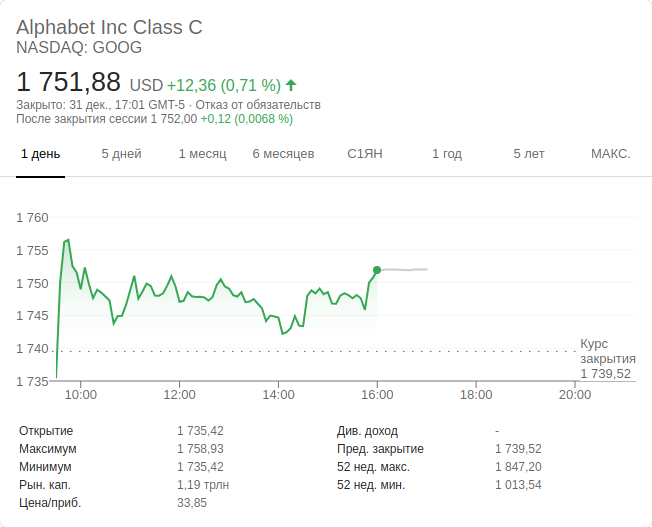 Alphabet Inc Class C
NASDAQ: GOOG
1 751,88 USD +12,36 (0,71 %)
Закрыто: 31 дек., 17:01 GMT-5 · Отказ от обязательств
После закрытия сессии 1 752,00 +0,12 (0,0068 %)
1 день 5 дней 1 месяц 6 месяцев С1ЯН 1 год 5 лет МАКС.
1 760
1 755
1 750
1 745
1 740
1 735
Курс
закрытия
1 739,52
10:00 12:00 14:00 16:00 18:00 20:00
Открытие 1 735,42 Див. доход -
Максимум 1 758,93 Пред. закрытие 1 739,52
Минимум 1 735,42 52 нед. макс. 1 847,20
Рын. кап. 1,19 трлн 52 нед. мин. 1 013,54
Цена/приб. 33,85